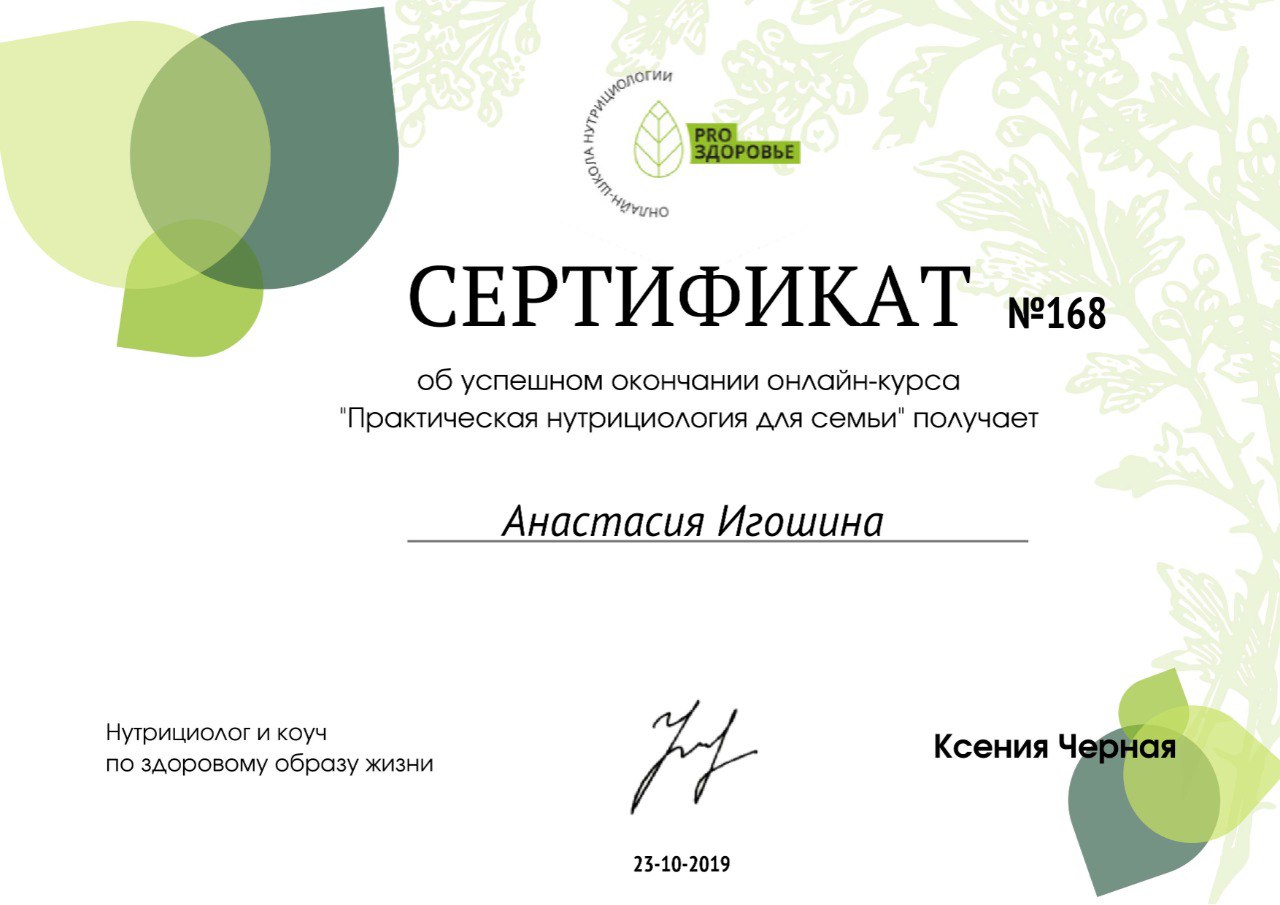 ОНЛАЙН-ШКОЛА НУТРИЦИОЛОГИИ
PRO
ЗДОРОВЬЕ
СЕРТИФИКАТ №168
об успешном окончании онлайн-курса
"Практическая нутрициология для семьи" получает
Анастасия Игошина
Нутрициолог и коуч
по здоровому образу жизни
Ксения Черная
23-10-2019